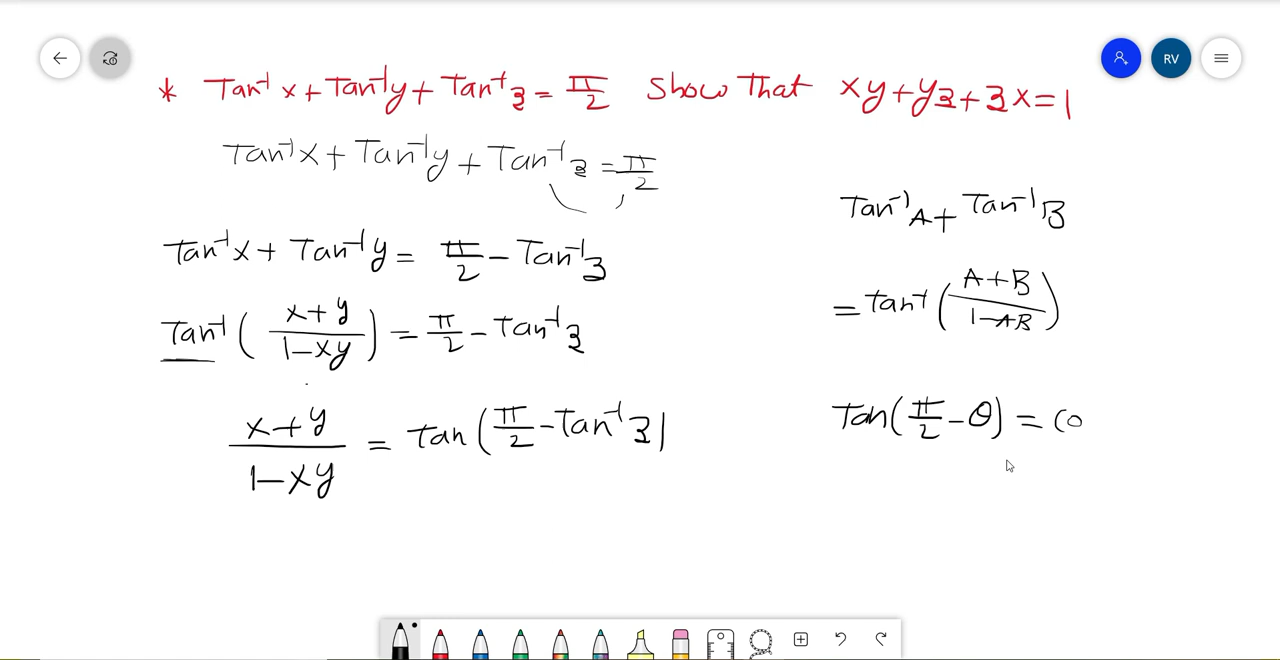 * Tan⁻¹x + Tan⁻¹y + Tan⁻¹z = π/2 show That xy + yz + zx = 1
Tan⁻¹x + Tan⁻¹y + Tan⁻¹z = π/2
Tan⁻¹x + Tan⁻¹y = π/2 - Tan⁻¹z
Tan⁻¹((x+y)/(1-xy)) = π/2 - Tan⁻¹z
(x+y)/(1-xy) = Tan(π/2 - Tan⁻¹z)
Tan⁻¹A + Tan⁻¹B
= Tan⁻¹((A+B)/(1-AB))
Tan(π/2 - θ) = co
RV